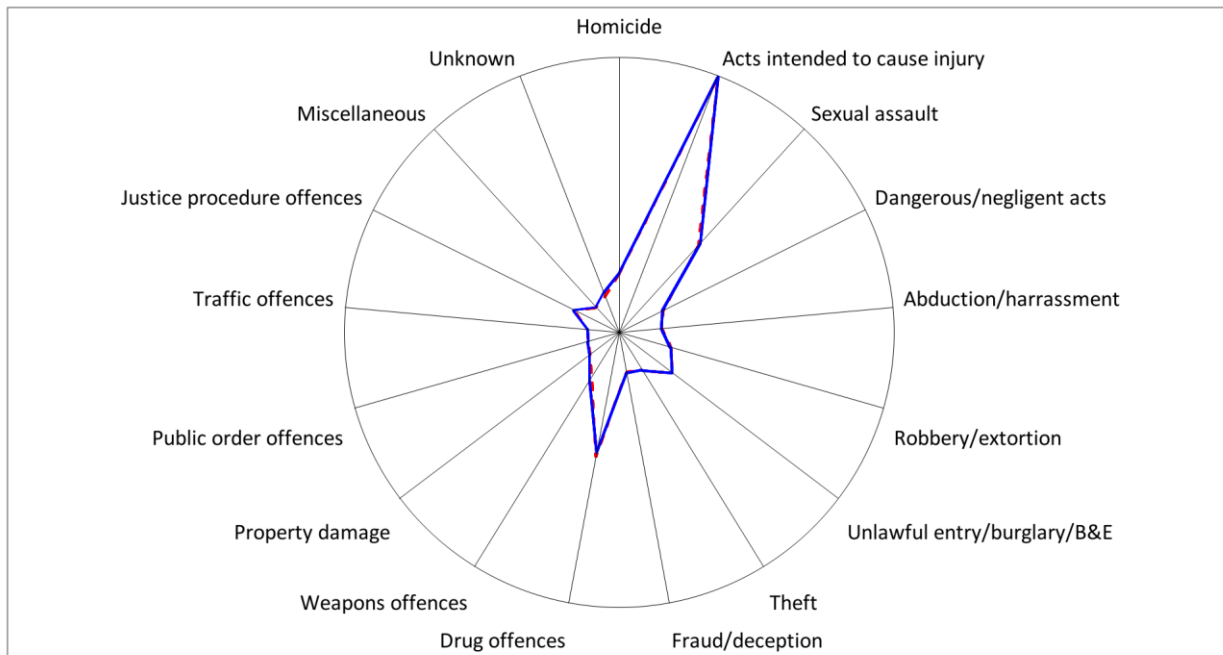 Homicide
Acts intended to cause injury
Sexual assault
Dangerous/negligent acts
Abduction/harrassment
Robbery/extortion
Unlawful entry/burglary/B&E
Theft
Fraud/deception
Drug offences
Weapons offences
Property damage
Public order offences
Traffic offences
Justice procedure offences
Miscellaneous
Unknown